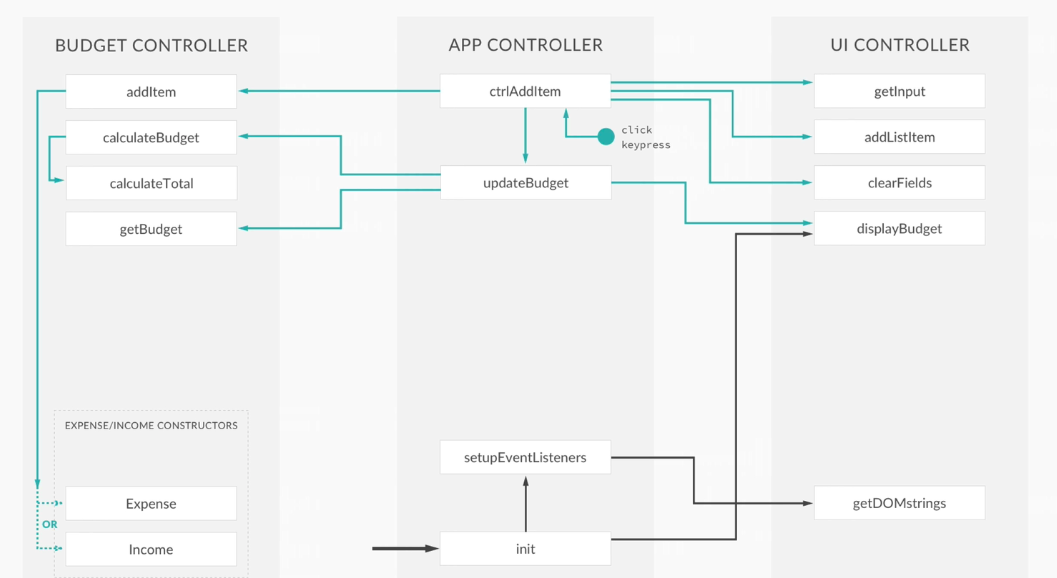 BUDGET CONTROLLER
addItem
calculateBudget
calculateTotal
getBudget
EXPENSE/INCOME CONSTRUCTORS
Expense
OR
Income
APP CONTROLLER
ctrlAddItem
click
keypress
updateBudget
setupEventListeners
init
UI CONTROLLER
getInput
addListItem
clearFields
displayBudget
getDOMstrings